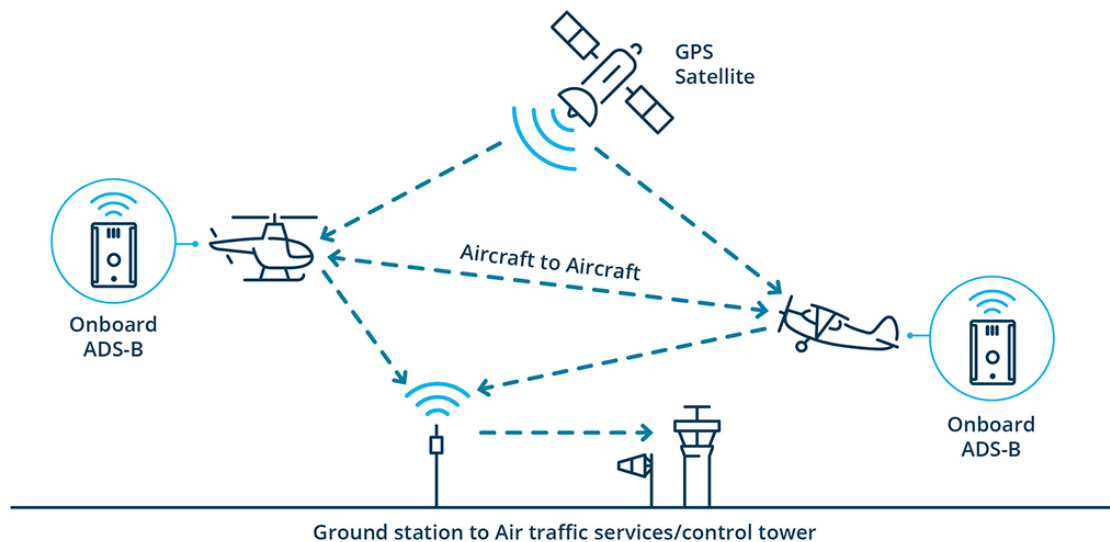 GPS
Satellite
Aircraft to Aircraft
Onboard
ADS-B
Onboard
ADS-B
Ground station to Air traffic services/control tower